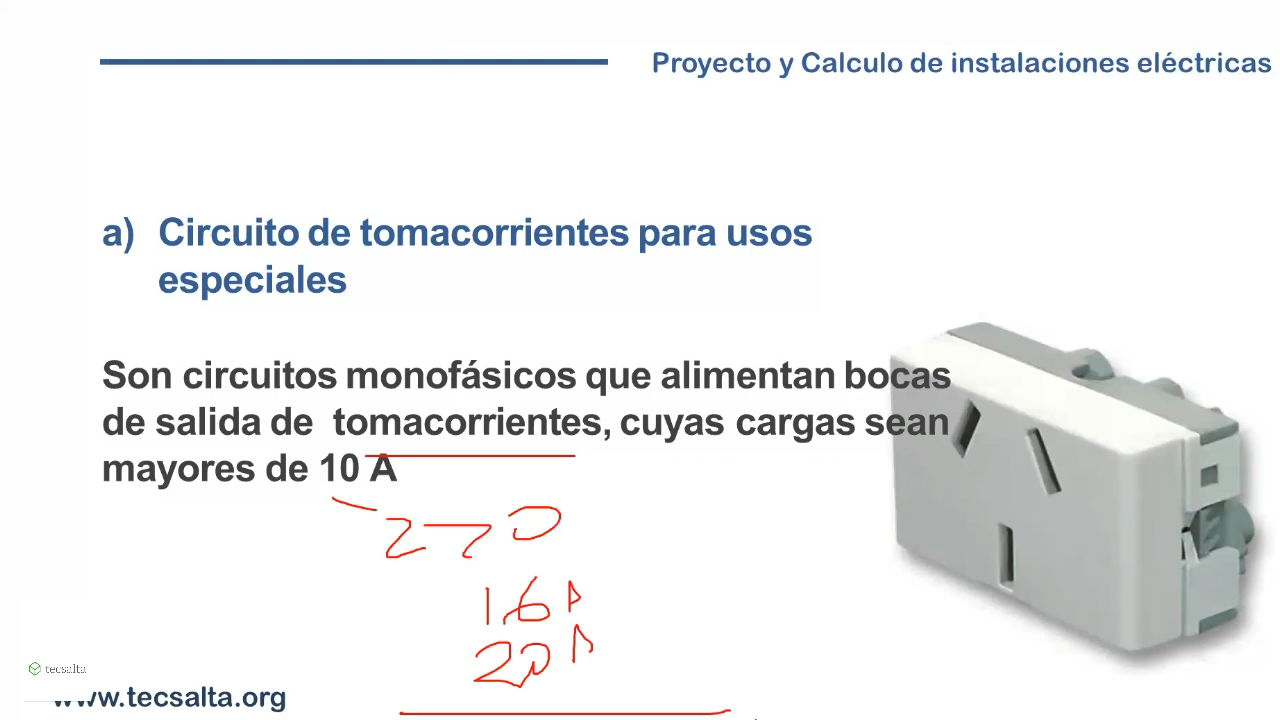 Proyecto y Calculo de instalaciones eléctricas
a) Circuito de tomacorrientes para usos
especiales
Son circuitos monofásicos que alimentan bocas
de salida de tomacorrientes, cuyas cargas sean
mayores de 10 A
16 A
20 A
tecsalta
www.tecsalta.org